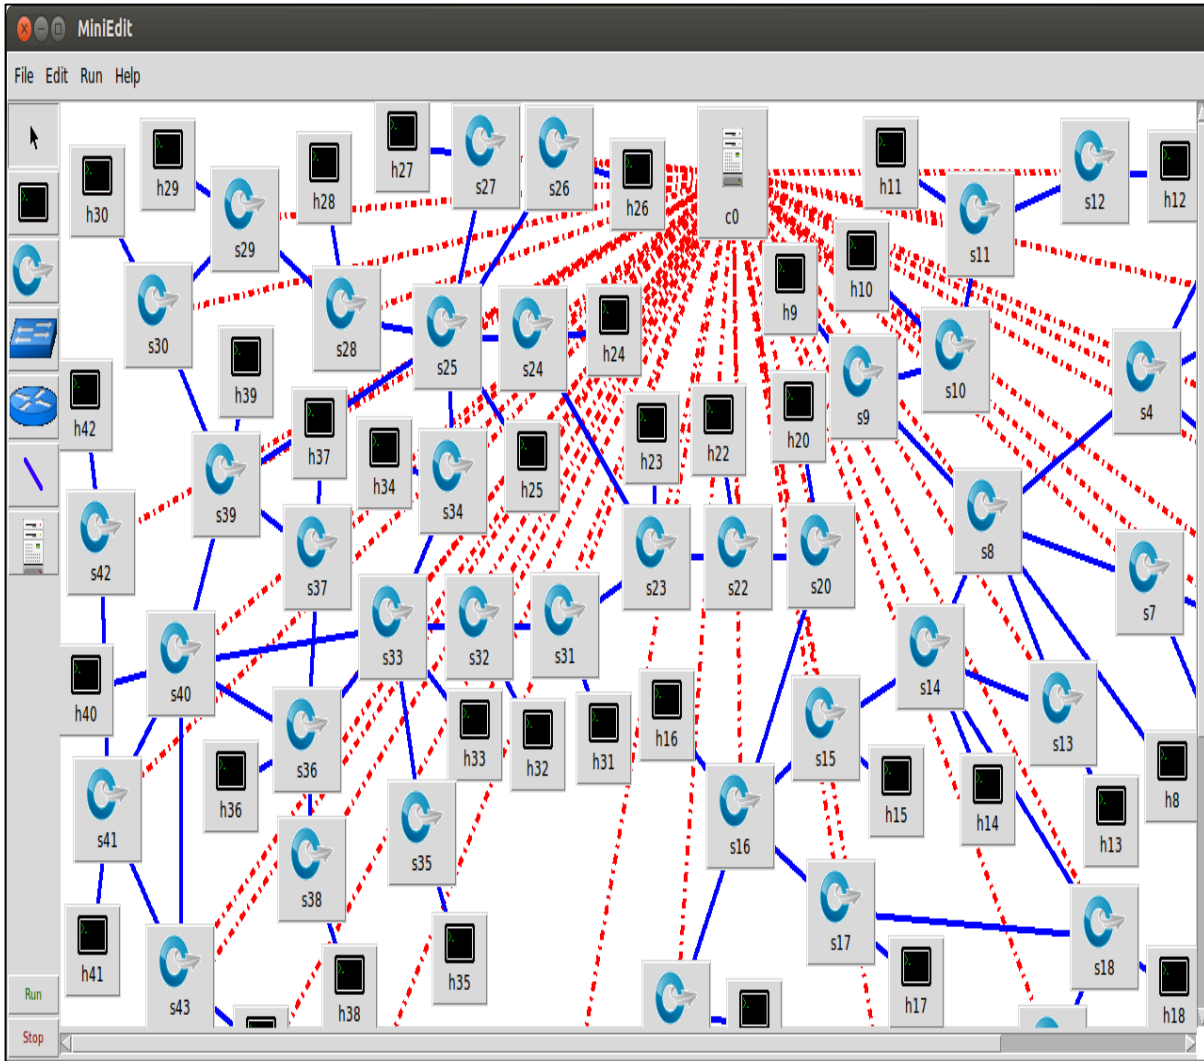 MiniEdit
File Edit Run Help
h27 s27 s26 h26 c0 h11 s12 h12
h30 h29 s29 h28 s11
s30 s28 s25 s24 h24 h9 h10 s10 s4
h42 h39 h37 h34 s34 h25 h23 h22 h20 s9
s42 s39 s37 s23 s22 s20 s8 s7
h40 s40 s33 s32 s31 s14
s36 h33 h32 h31 h16 s15 s13
s41 h36 s35 s16 h15 h14 h13 h8
h41 s38 h35 s17 h17 s18 h18
s43 h38
Run
Stop